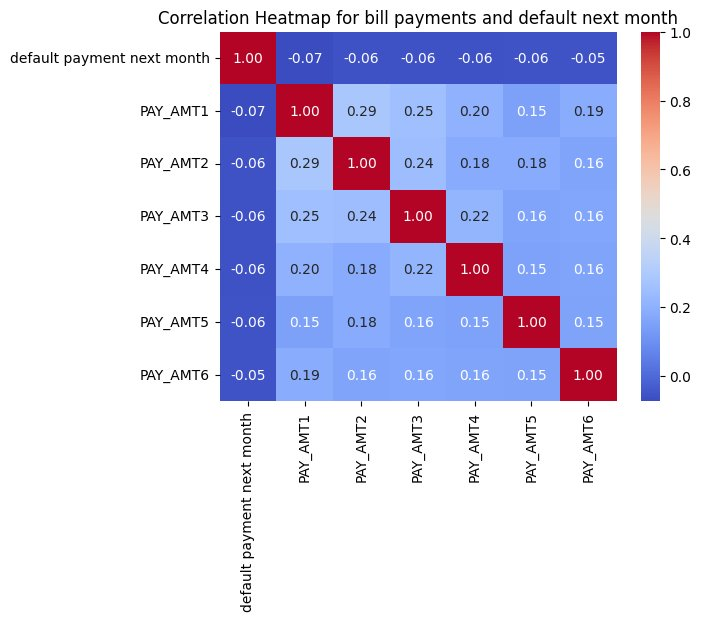 Correlation Heatmap for bill payments and default next month
default payment next month 1.00 -0.07 -0.06 -0.06 -0.06 -0.06 -0.05
PAY_AMT1 -0.07 1.00 0.29 0.25 0.20 0.15 0.19
PAY_AMT2 -0.06 0.29 1.00 0.24 0.18 0.18 0.16
PAY_AMT3 -0.06 0.25 0.24 1.00 0.22 0.16 0.16
PAY_AMT4 -0.06 0.20 0.18 0.22 1.00 0.15 0.16
PAY_AMT5 -0.06 0.15 0.18 0.16 0.15 1.00 0.15
PAY_AMT6 -0.05 0.19 0.16 0.16 0.16 0.15 1.00
default payment next month
PAY_AMT1
PAY_AMT2
PAY_AMT3
PAY_AMT4
PAY_AMT5
PAY_AMT6
1.0
0.8
0.6
0.4
0.2
0.0